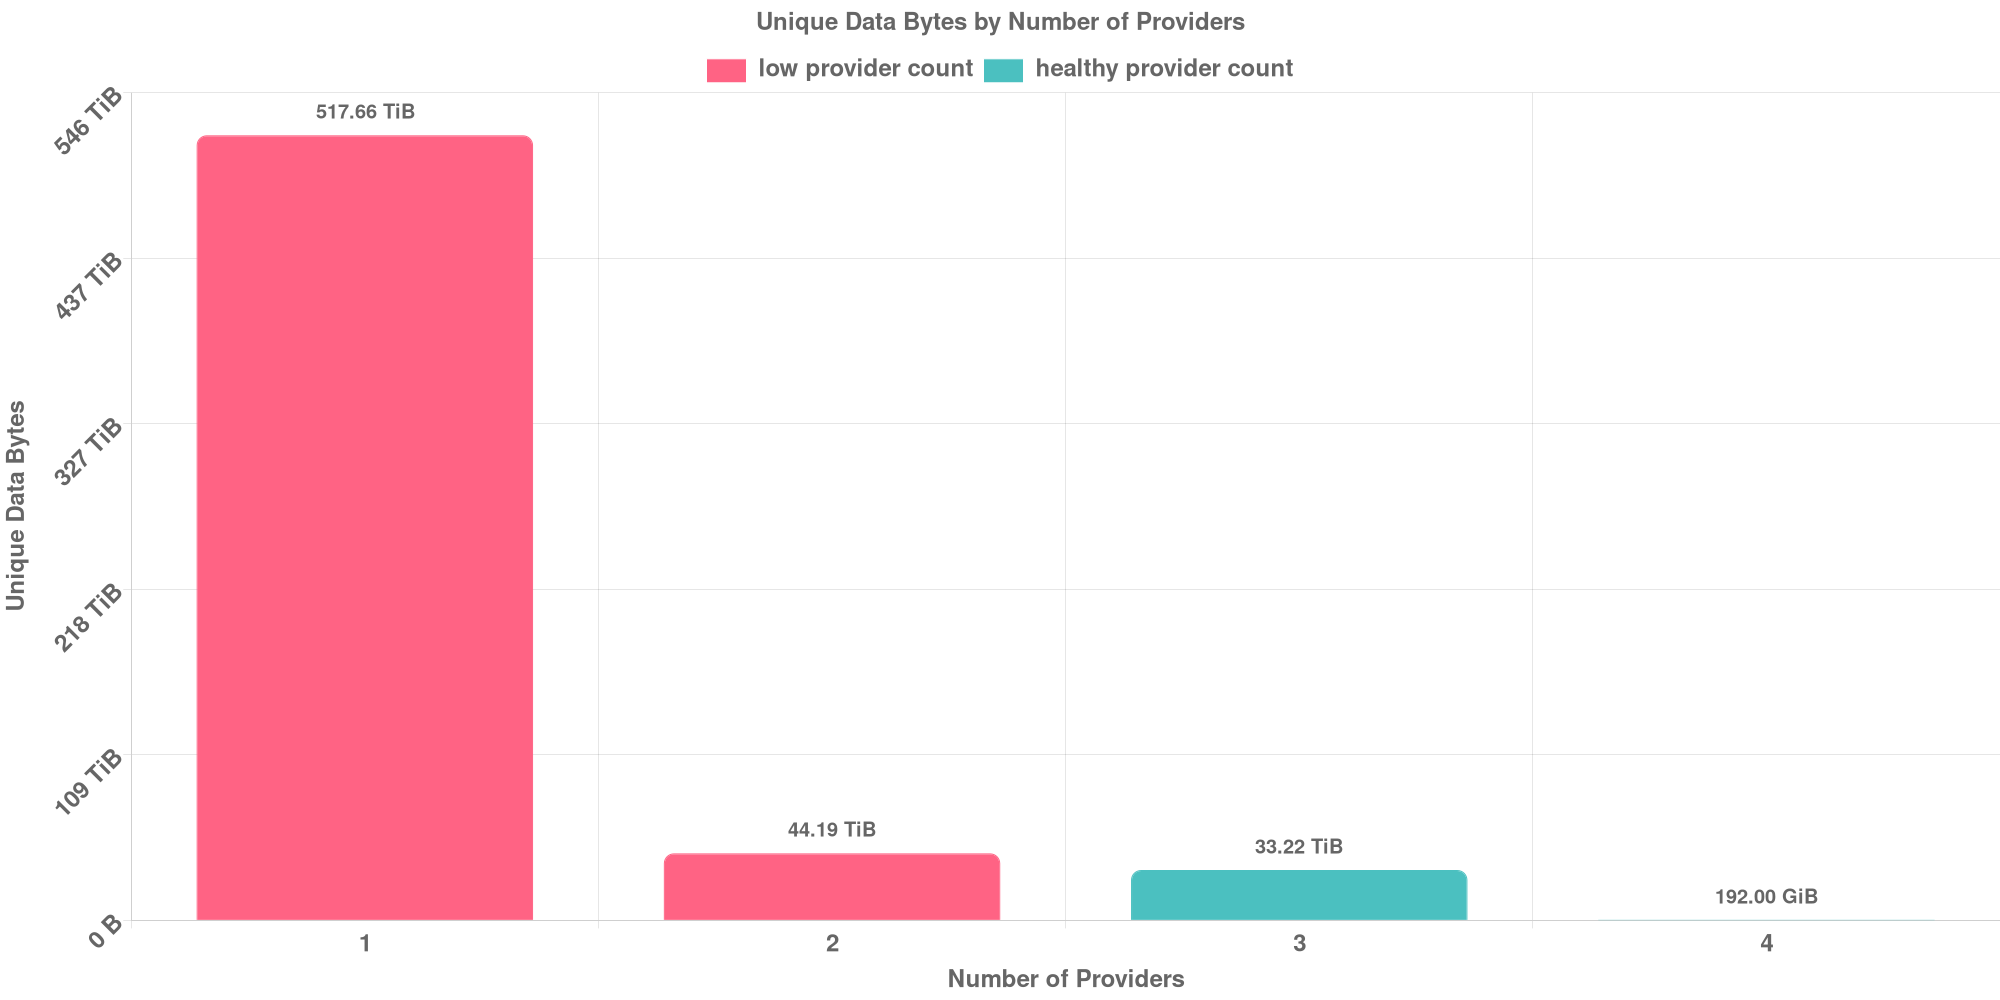 Unique Data Bytes by Number of Providers
low provider count
healthy provider count
546 TiB
437 TiB
327 TiB
218 TiB
109 TiB
0 B
Unique Data Bytes
517.66 TiB
44.19 TiB
33.22 TiB
192.00 GiB
1
2
3
4
Number of Providers